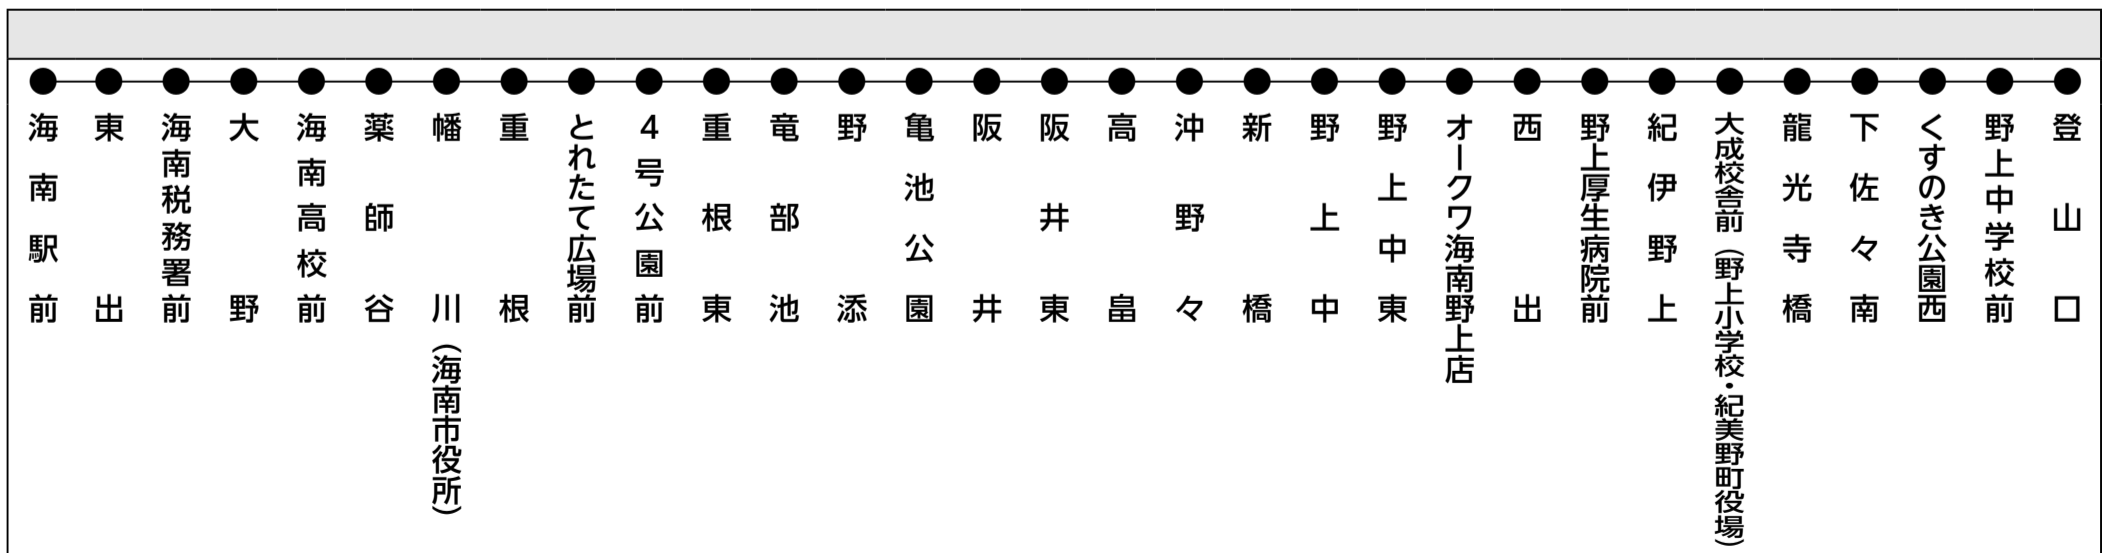 海南駅前
東出
海南税務署前
大野
海南高校前
薬師谷
幡川（海南市役所）
重根
とれたて広場前
４号公園前
重根東
竜部池
野添
亀池公園
阪井
阪井東
高畠
沖野々
新橋
野上中
野上中東
オークワ海南野上店
西出
野上厚生病院前
紀伊野上
大成校舎前（野上小学校・紀美野町役場）
龍光寺橋
下佐々南
くすのき公園西
野上中学校前
登山口